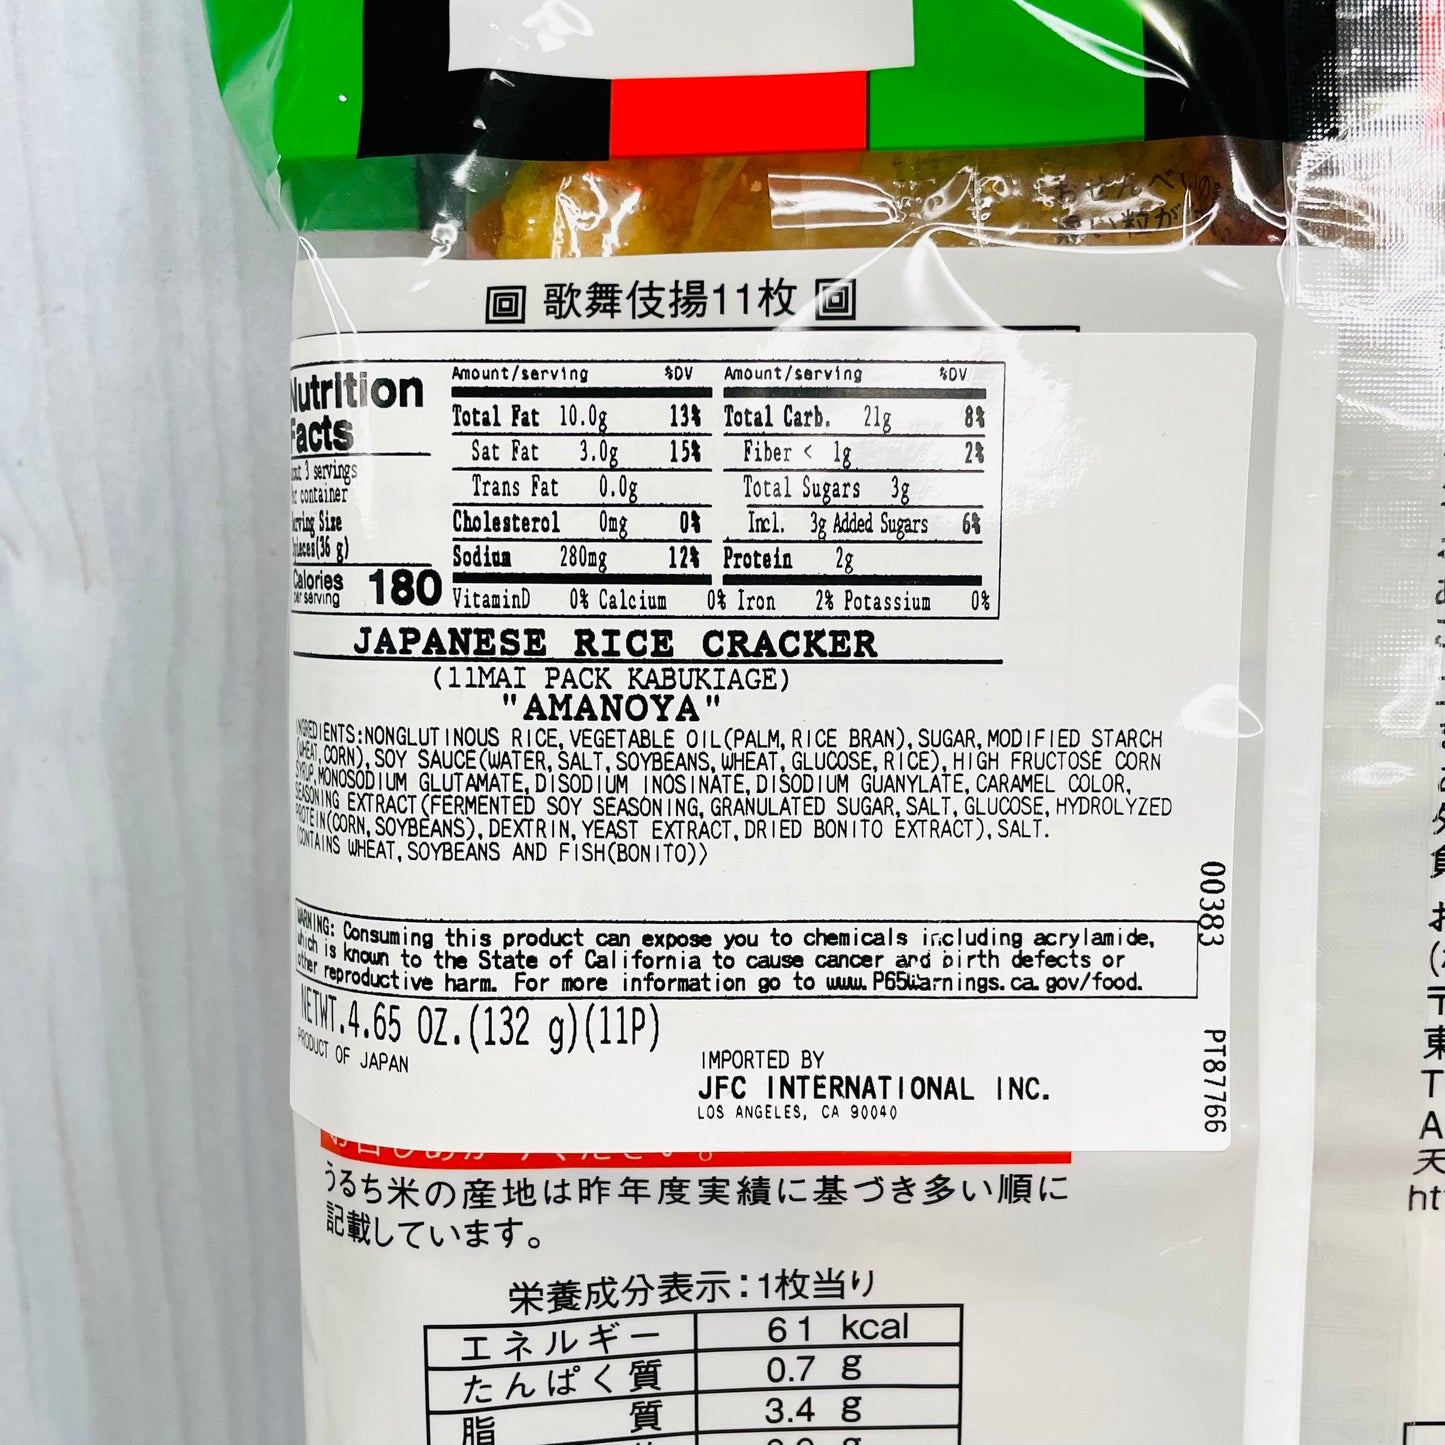 おせんべいの
歌舞伎揚11枚
Nutrition
Facts
3 servings
container
Serving Size
(36 g)
Calories
per serving
180
Amount/serving %DV Amount/serving %DV
Total Fat 10.0g 13% Total Carb. 21g 8%
Sat Fat 3.0g 15% Fiber < 1g 2%
Trans Fat 0.0g Total Sugars 3g
Cholesterol 0mg 0% Incl. 3g Added Sugars 6%
Sodium 280mg 12% Protein 2g
VitaminD 0% Calcium 0% Iron 2% Potassium 0%
JAPANESE RICE CRACKER
(11MAI PACK KABUKIAGE)
"AMANOYA"
INGREDIENTS:NONGLUTINOUS RICE,VEGETABLE OIL(PALM,RICE BRAN),SUGAR,MODIFIED STARCH
(WHEAT,CORN),SOY SAUCE(WATER,SALT,SOYBEANS,WHEAT,GLUCOSE,RICE),HIGH FRUCTOSE CORN
SYRUP,MONOSODIUM GLUTAMATE,DISODIUM INOSINATE,DISODIUM GUANYLATE,CARAMEL COLOR,
SEASONING EXTRACT(FERMENTED SOY SEASONING,GRANULATED SUGAR,SALT,GLUCOSE,HYDROLYZED
PROTEIN(CORN,SOYBEANS),DEXTRIN,YEAST EXTRACT,DRIED BONITO EXTRACT),SALT.
(CONTAINS WHEAT,SOYBEANS AND FISH(BONITO))
WARNING: Consuming this product can expose you to chemicals including acrylamide,
which is known to the State of California to cause cancer and birth defects or
other reproductive harm. For more information go to www.P65Warnings.ca.gov/food.
NETWT.4.65 OZ.(132 g)(11P)
PRODUCT OF JAPAN
IMPORTED BY
JFC INTERNATIONAL INC.
LOS ANGELES, CA 90040
00383
PT87766
うるち米の産地は昨年度実績に基づき多い順に
記載しています。
栄養成分表示:1枚当り
エネルギー 61 kcal
たんぱく質 0.7 g
脂質 3.4 g